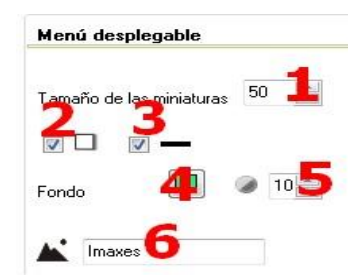 Menú desplegable
Tamaño de las miniaturas 50 1
2 3
Fondo 4 10 5
Imaxes 6